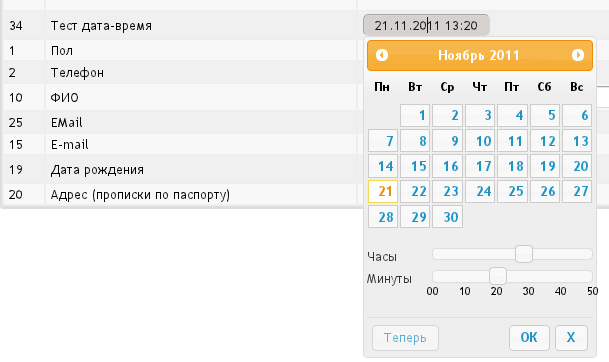 34 Тест дата-время 21.11.2011 13:20
1 Пол
2 Телефон
10 ФИО
25 EMail
15 E-mail
19 Дата рождения
20 Адрес (прописки по паспорту)
Ноябрь 2011
Пн Вт Ср Чт Пт Сб Вс
1 2 3 4 5 6
7 8 9 10 11 12 13
14 15 16 17 18 19 20
21 22 23 24 25 26 27
28 29 30
Часы
Минуты
00 10 20 30 40 50
Теперь OK X